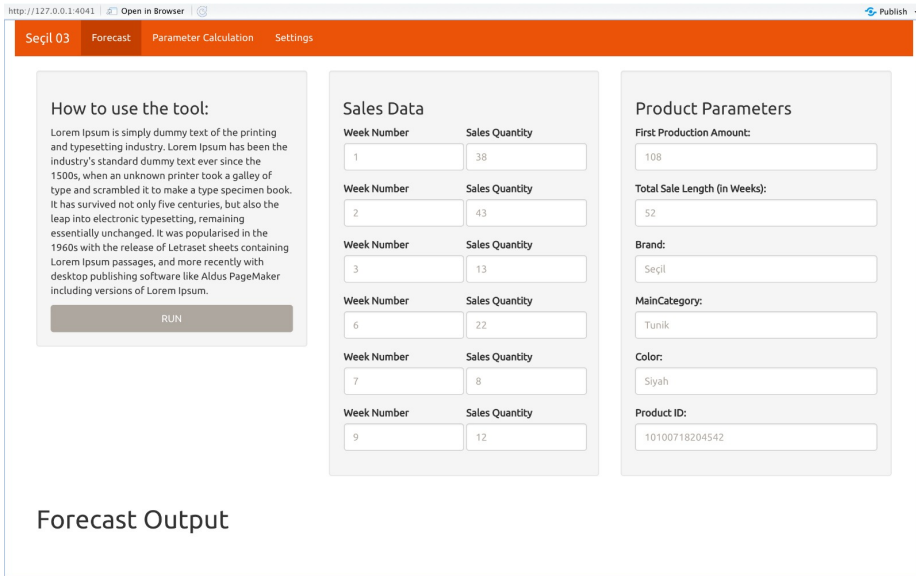 http://127.0.0.1:4041 Open in Browser Publish
Seçil 03 Forecast Parameter Calculation Settings
How to use the tool:
Lorem Ipsum is simply dummy text of the printing
and typesetting industry. Lorem Ipsum has been the
industry's standard dummy text ever since the
1500s, when an unknown printer took a galley of
type and scrambled it to make a type specimen book.
It has survived not only five centuries, but also the
leap into electronic typesetting, remaining
essentially unchanged. It was popularised in the
1960s with the release of Letraset sheets containing
Lorem Ipsum passages, and more recently with
desktop publishing software like Aldus PageMaker
including versions of Lorem Ipsum.
RUN
Sales Data
Week Number Sales Quantity
1 38
Week Number Sales Quantity
2 43
Week Number Sales Quantity
3 13
Week Number Sales Quantity
6 22
Week Number Sales Quantity
7 8
Week Number Sales Quantity
9 12
Product Parameters
First Production Amount:
108
Total Sale Length (in Weeks):
52
Brand:
Seçil
MainCategory:
Tunik
Color:
Siyah
Product ID:
10100718204542
Forecast Output